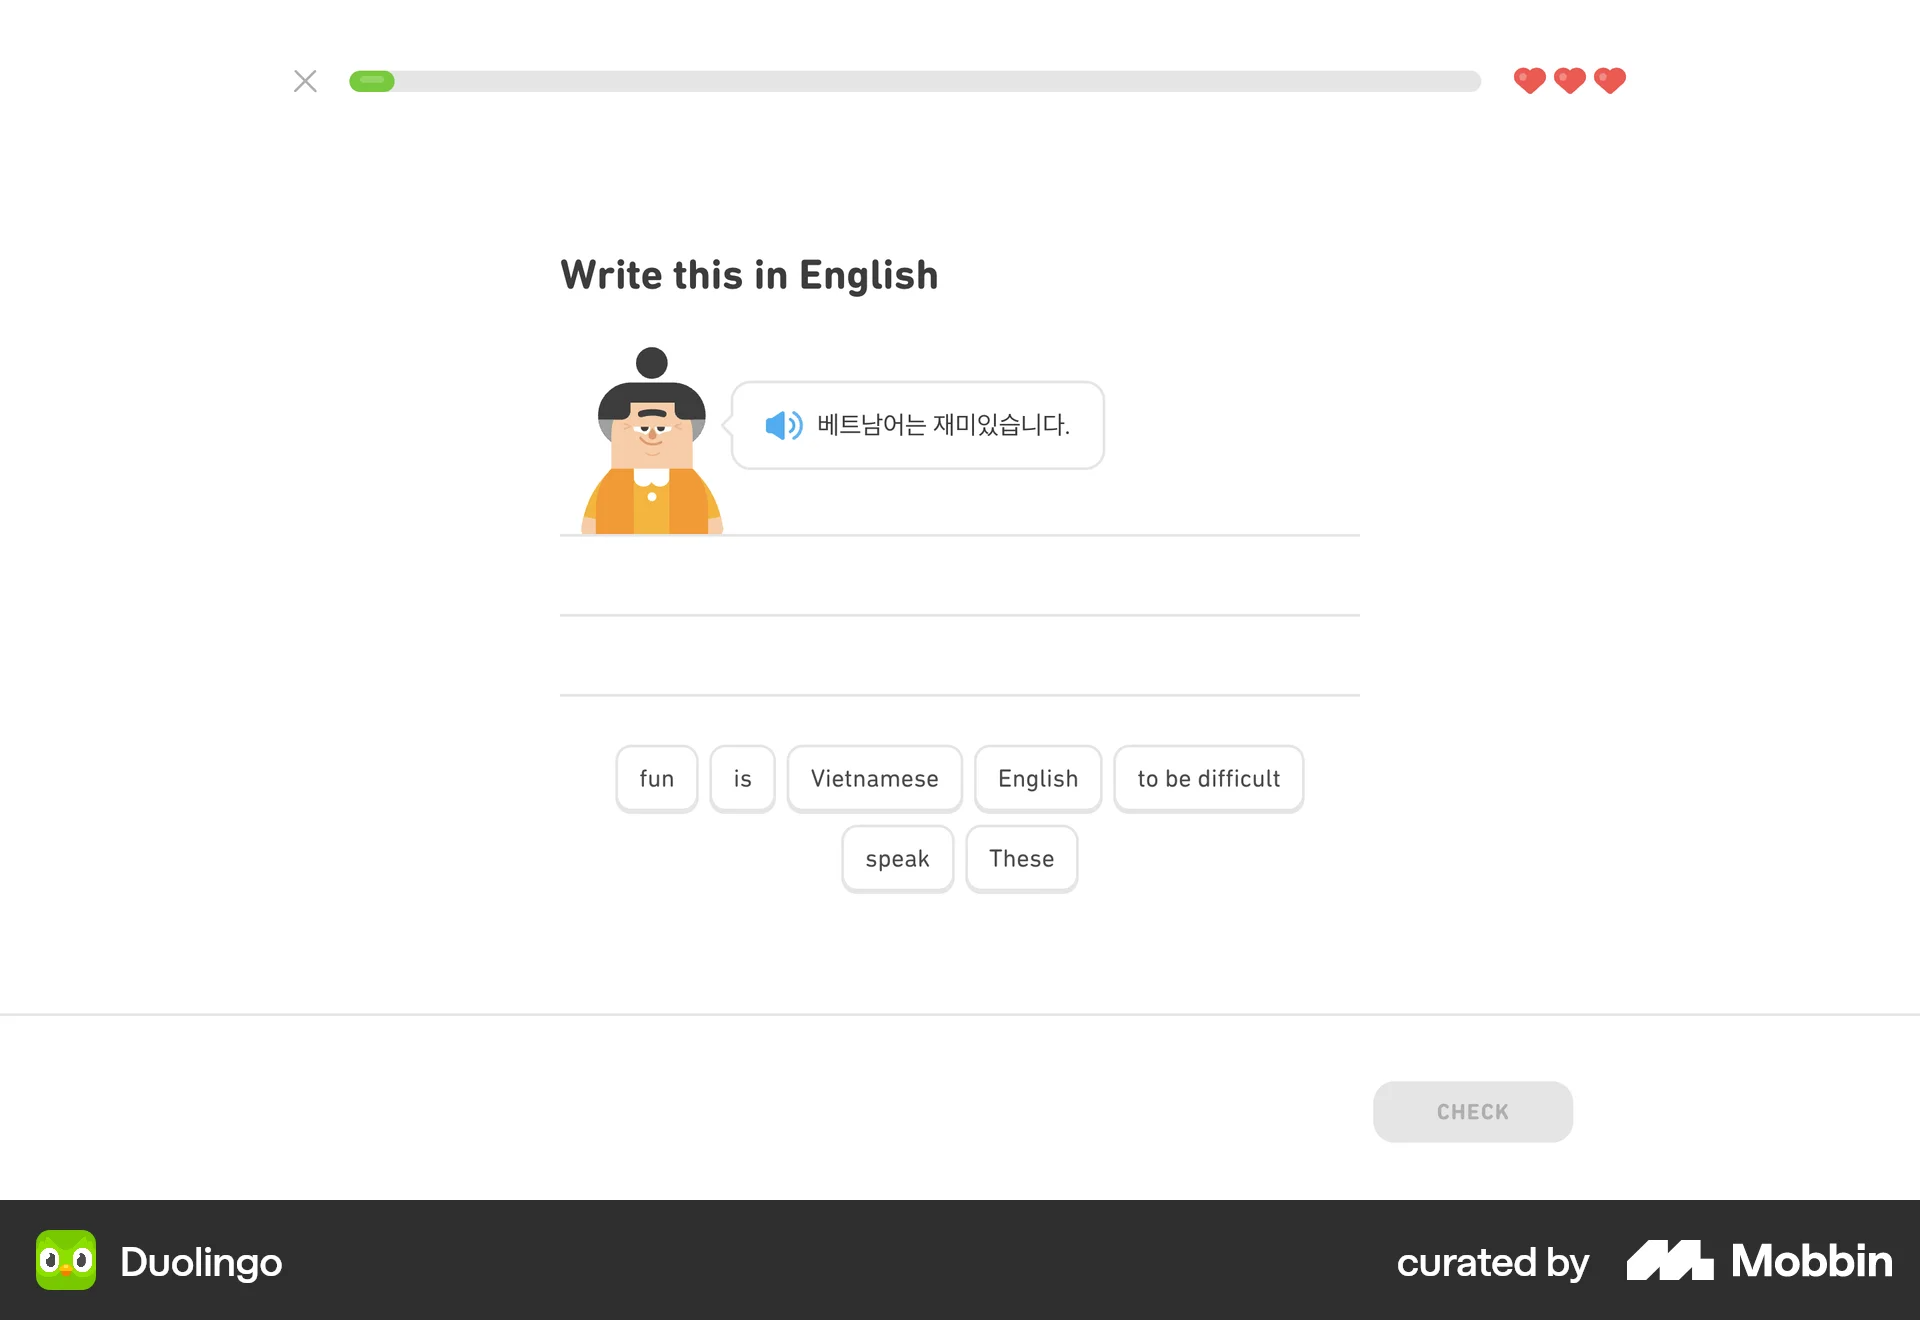 Write this in English
베트남어는 재미있습니다.
fun is Vietnamese English to be difficult
speak These
CHECK
Duolingo curated by Mobbin